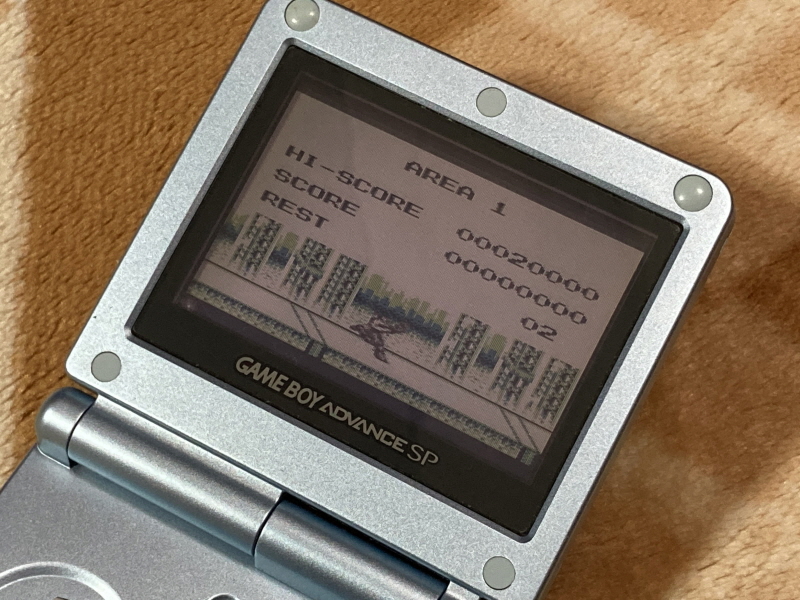 AREA 1
HI-SCORE 00020000
SCORE 00000000
REST 02
GAME BOY ADVANCE SP